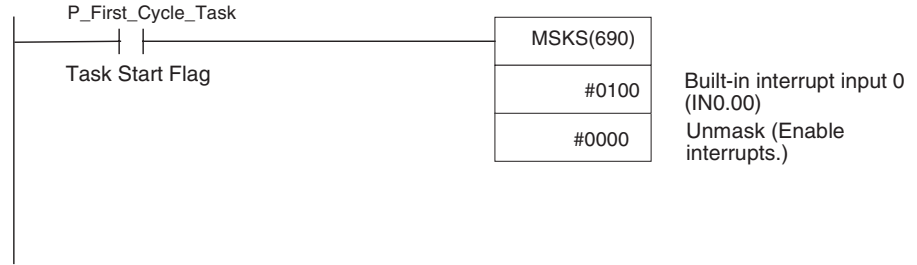 P_First_Cycle_Task
MSKS(690)
Task Start Flag
#0100
Built-in interrupt input 0
(IN0.00)
#0000
Unmask (Enable
interrupts.)